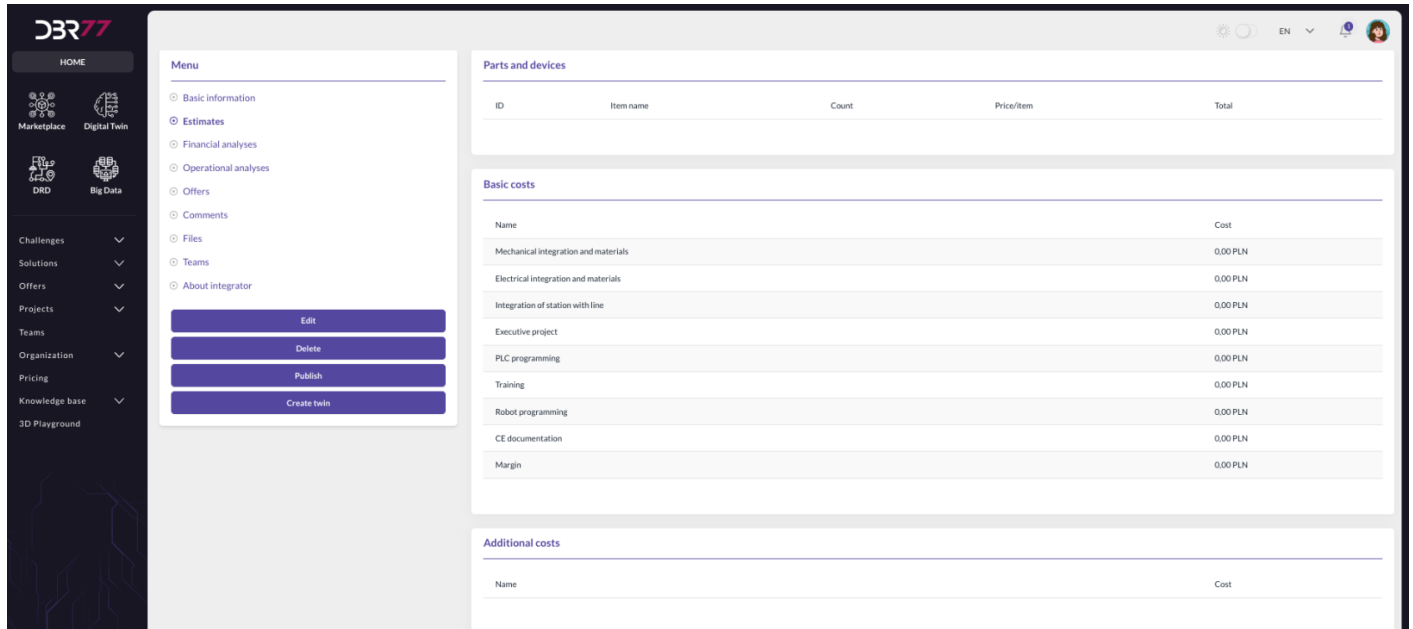 DBR77
HOME
Marketplace
Digital Twin
DRD
Big Data
Challenges
Solutions
Offers
Projects
Teams
Organization
Pricing
Knowledge base
3D Playground
EN
1
Menu
Basic information
Estimates
Financial analyses
Operational analyses
Offers
Comments
Files
Teams
About integrator
Edit
Delete
Publish
Create twin
Parts and devices
ID Item name Count Price/item Total
Basic costs
Name Cost
Mechanical integration and materials 0,00 PLN
Electrical integration and materials 0,00 PLN
Integration of station with line 0,00 PLN
Executive project 0,00 PLN
PLC programming 0,00 PLN
Training 0,00 PLN
Robot programming 0,00 PLN
CE documentation 0,00 PLN
Margin 0,00 PLN
Additional costs
Name Cost